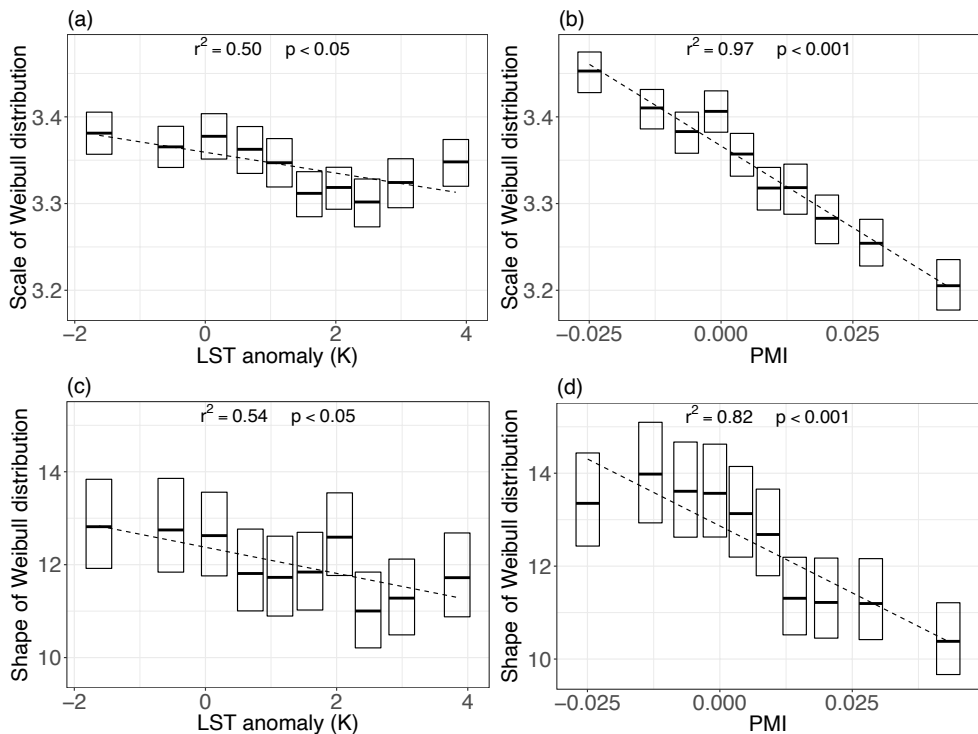 (a)
r² = 0.50 p < 0.05
Scale of Weibull distribution
3.4
3.3
3.2
−2 0 2 4
LST anomaly (K)
(b)
r² = 0.97 p < 0.001
Scale of Weibull distribution
3.4
3.3
3.2
−0.025 0.000 0.025
PMI
(c)
r² = 0.54 p < 0.05
Shape of Weibull distribution
14
12
10
−2 0 2 4
LST anomaly (K)
(d)
r² = 0.82 p < 0.001
Shape of Weibull distribution
14
12
10
−0.025 0.000 0.025
PMI